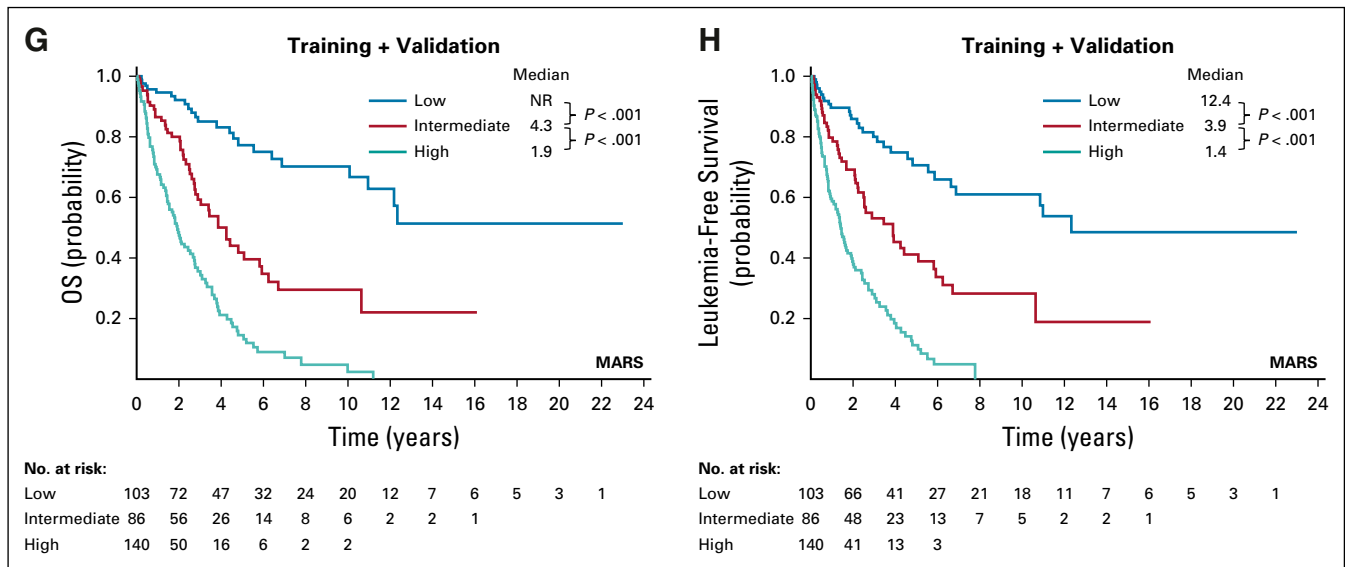 G
Training + Validation
Median
Low NR
Intermediate 4.3
High 1.9
P < .001
P < .001
OS (probability)
1.0
0.8
0.6
0.4
0.2
MARS
0 2 4 6 8 10 12 14 16 18 20 22 24
Time (years)
No. at risk:
Low 103 72 47 32 24 20 12 7 6 5 3 1
Intermediate 86 56 26 14 8 6 2 2 1
High 140 50 16 6 2 2
H
Training + Validation
Median
Low 12.4
Intermediate 3.9
High 1.4
P < .001
P < .001
Leukemia-Free Survival
(probability)
1.0
0.8
0.6
0.4
0.2
MARS
0 2 4 6 8 10 12 14 16 18 20 22 24
Time (years)
No. at risk:
Low 103 66 41 27 21 18 11 7 6 5 3 1
Intermediate 86 48 23 13 7 5 2 2 1
High 140 41 13 3